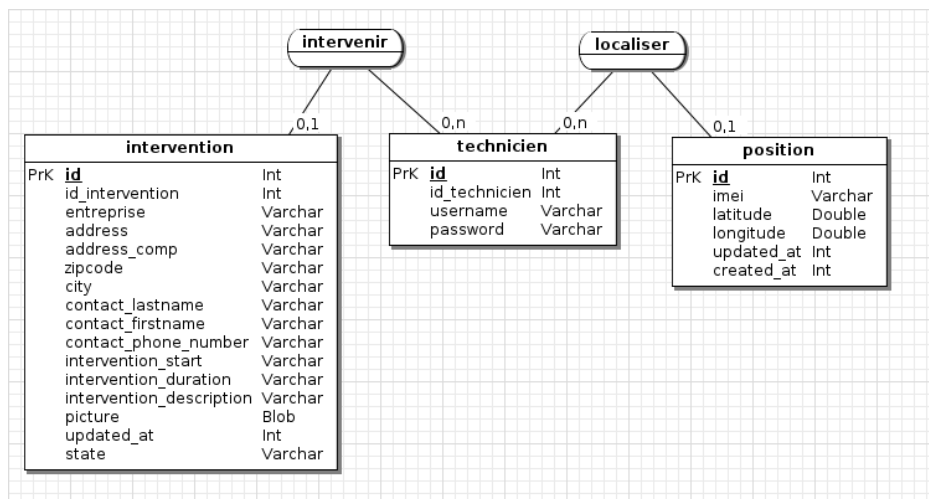 intervenir
localiser
0,1
0,n
0,n
0,1
intervention
PrK id Int
id_intervention Int
entreprise Varchar
address Varchar
address_comp Varchar
zipcode Varchar
city Varchar
contact_lastname Varchar
contact_firstname Varchar
contact_phone_number Varchar
intervention_start Varchar
intervention_duration Varchar
intervention_description Varchar
picture Blob
updated_at Int
state Varchar
technicien
PrK id Int
id_technicien Int
username Varchar
password Varchar
position
PrK id Int
imei Varchar
latitude Double
longitude Double
updated_at Int
created_at Int